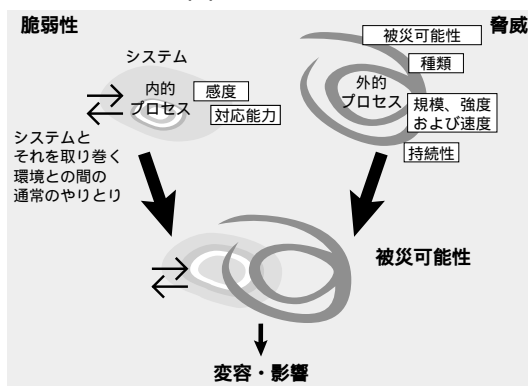 脆弱性
脅威
システム
内的
プロセス
感度
対応能力
システムと
それを取り巻く
環境との間の
通常のやりとり
被災可能性
種類
外的
プロセス
規模、強度
および速度
持続性
被災可能性
変容・影響